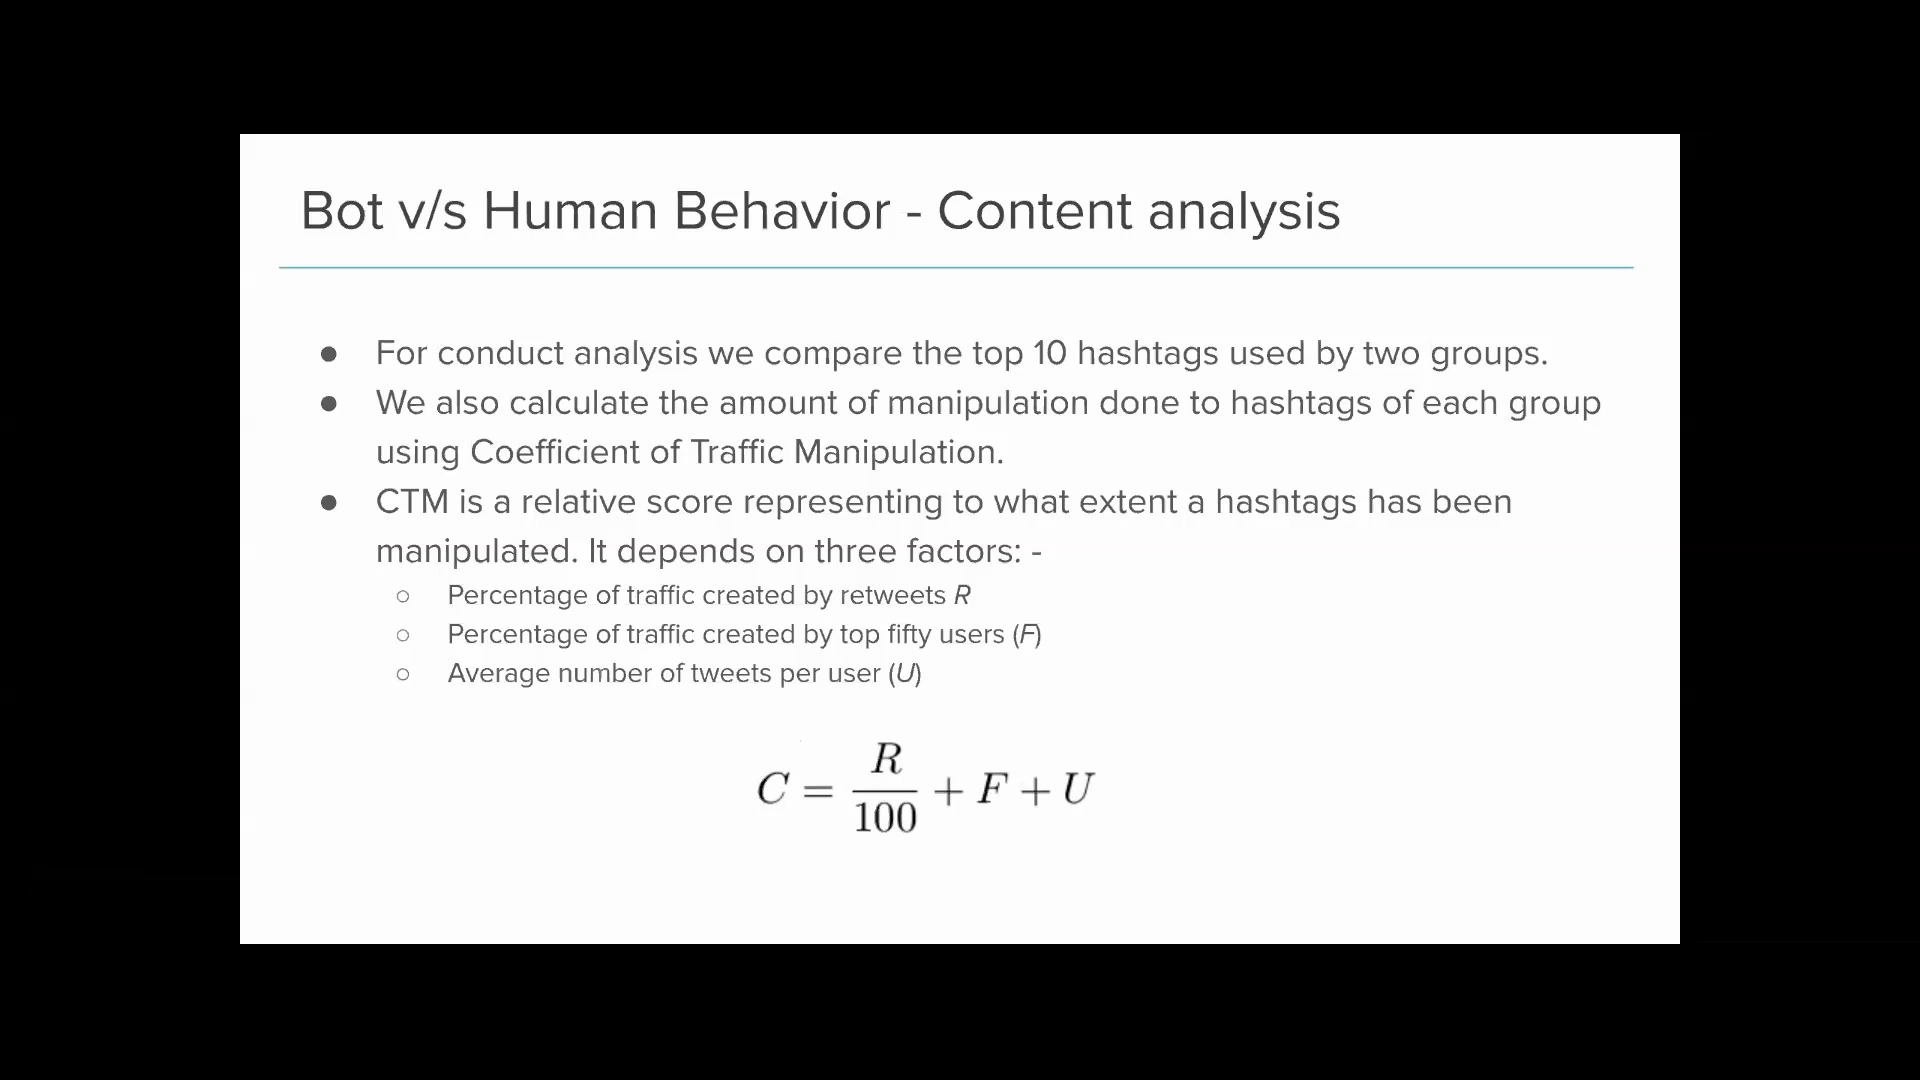 Bot v/s Human Behavior - Content analysis
● For conduct analysis we compare the top 10 hashtags used by two groups.
● We also calculate the amount of manipulation done to hashtags of each group
using Coefficient of Traffic Manipulation.
● CTM is a relative score representing to what extent a hashtags has been
manipulated. It depends on three factors: -
○ Percentage of traffic created by retweets R
○ Percentage of traffic created by top fifty users (F)
○ Average number of tweets per user (U)
C = R/100 + F + U